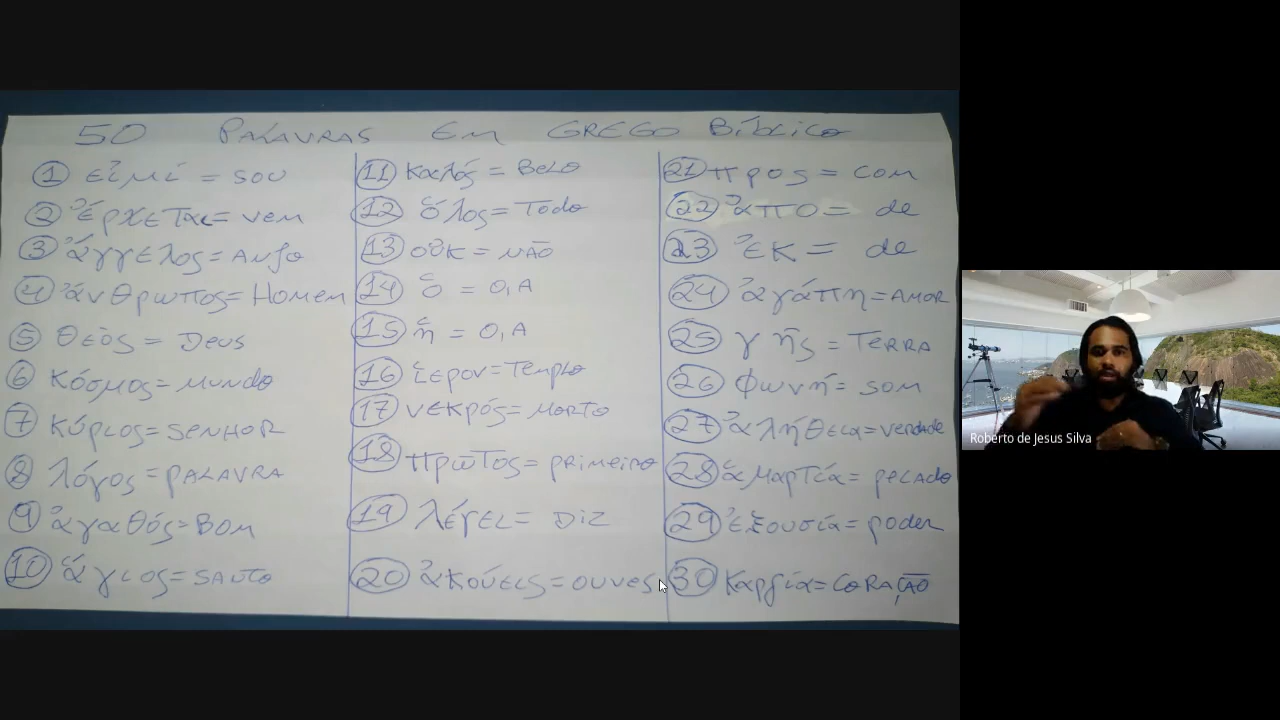 50 PALAVRAS EM GREGO BÍBLICO
1 εἰμί = SOU
2 ἔρχεται = vem
3 ἄγγελος = ANJO
4 ἄνθρωπος = Homem
5 θεὸς = Deus
6 κόσμος = mundo
7 κύριος = SENHOR
8 λόγος = pALAVRA
9 ἀγαθός = BOM
10 ἅγιος = SANTO
11 καλός = BELO
12 ὅλος = TODO
13 οὐκ = NÃO
14 ὁ = O, A
15 ἡ = O, A
16 ἱερον = TEMPLO
17 νεκρός = MORTO
18 πρῶτος = primeiro
19 λέγει = DIZ
20 ἀκούεις = OUVES
21 προς = com
22 ἀπο = de
23 ἐκ = de
24 ἀγάπη = AMOR
25 γῆς = TERRA
26 φωνή = som
27 ἀλήθεια = verdade
28 ἁμαρτία = pecado
29 ἐξουσία = poder
30 καρδία = CORAÇÃO
Roberto de Jesus Silva